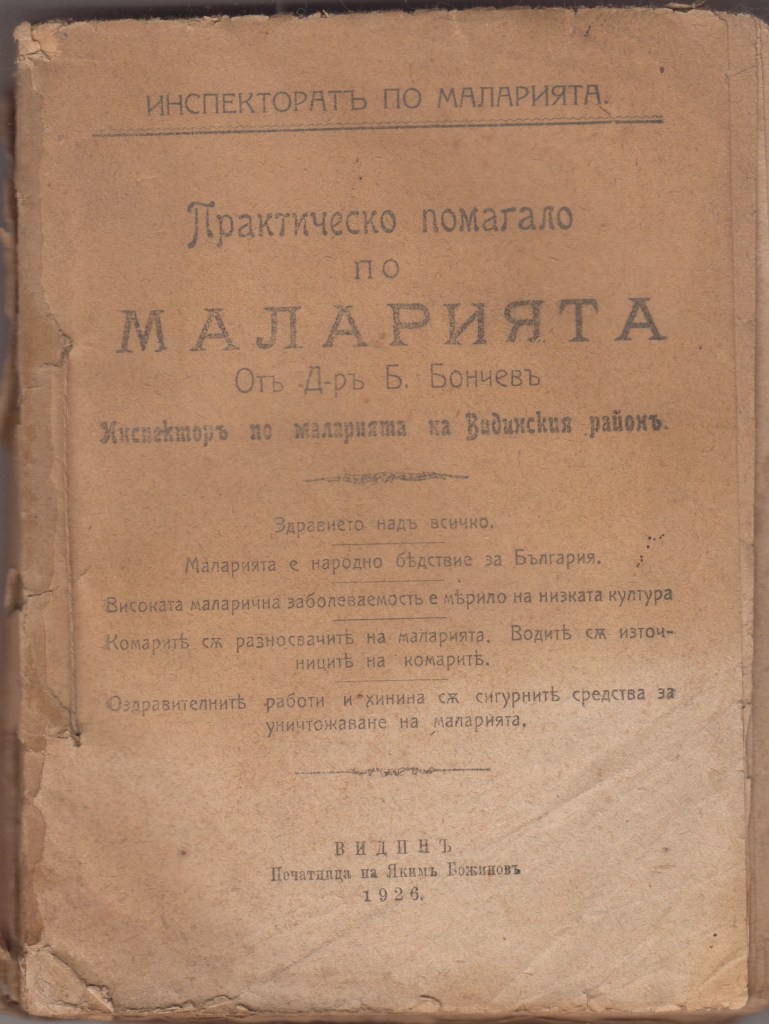 ИНСПЕКТОРАТЪ ПО МАЛАРИЯТА.
Практическо помагало
ПО
МАЛАРИЯТА
Отъ Д-ръ Б. Бончевъ
Инспекторъ по маларията на Видинския районъ.
Здравието надъ всичко.
Маларията е народно бѣдствие за България.
Високата маларична заболеваемость е мѣрило на низката култура
Комаритѣ сѫ разносвачитѣ на маларията. Водитѣ сѫ източ-
ницитѣ на комаритѣ.
Оздравителнитѣ работи и хинина сѫ сигурнитѣ средства за
уничтожаване на маларията.
ВИДИНЪ
Печатница на Якимъ Божиновъ
1926.